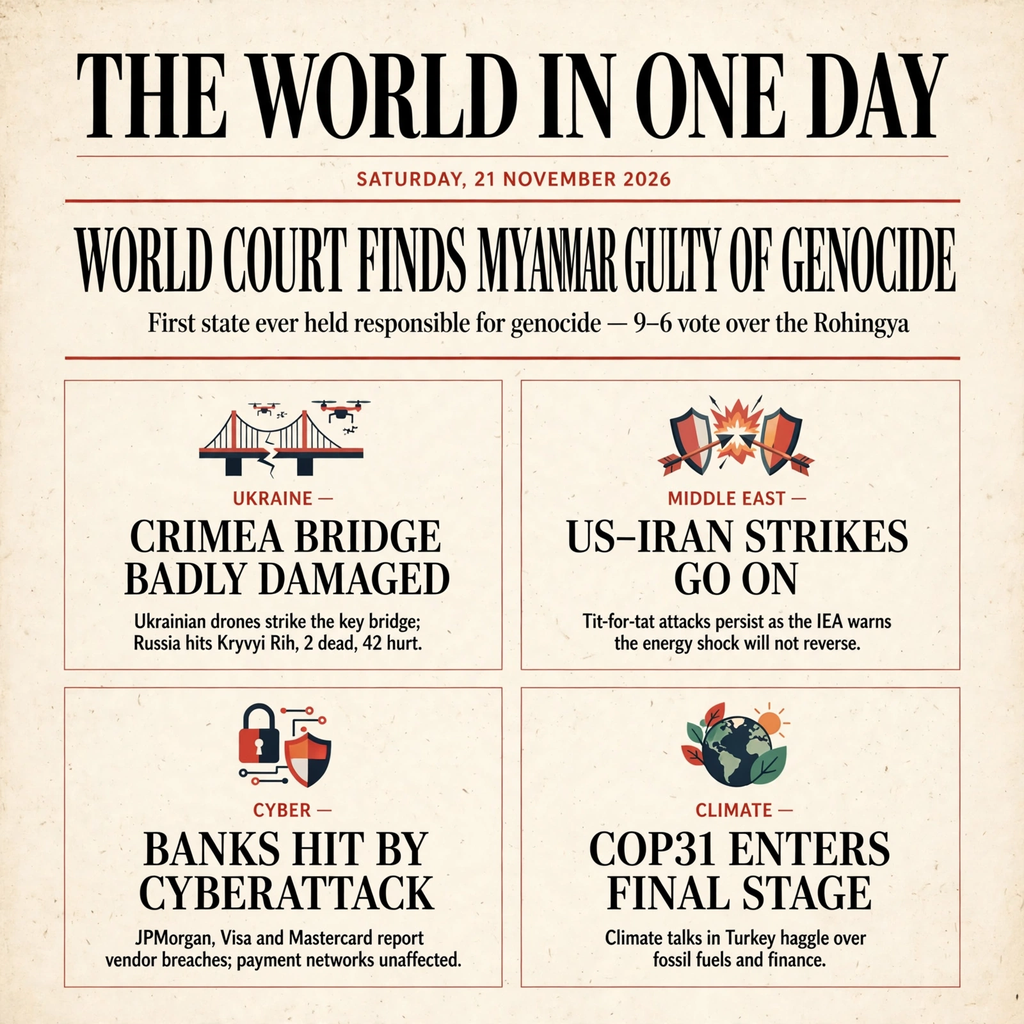 THE WORLD IN ONE DAY
SATURDAY, 21 NOVEMBER 2026
WORLD COURT FINDS MYANMAR GULTY OF GENOCIDE
First state ever held responsible for genocide — 9–6 vote over the Rohingya
UKRAINE —
CRIMEA BRIDGE
BADLY DAMAGED
Ukrainian drones strike the key bridge;
Russia hits Kryvyi Rih, 2 dead, 42 hurt.
MIDDLE EAST —
US–IRAN STRIKES
GO ON
Tit-for-tat attacks persist as the IEA warns
the energy shock will not reverse.
CYBER —
BANKS HIT BY
CYBERATTACK
JPMorgan, Visa and Mastercard report
vendor breaches; payment networks unaffected.
CLIMATE —
COP31 ENTERS
FINAL STAGE
Climate talks in Turkey haggle over
fossil fuels and finance.